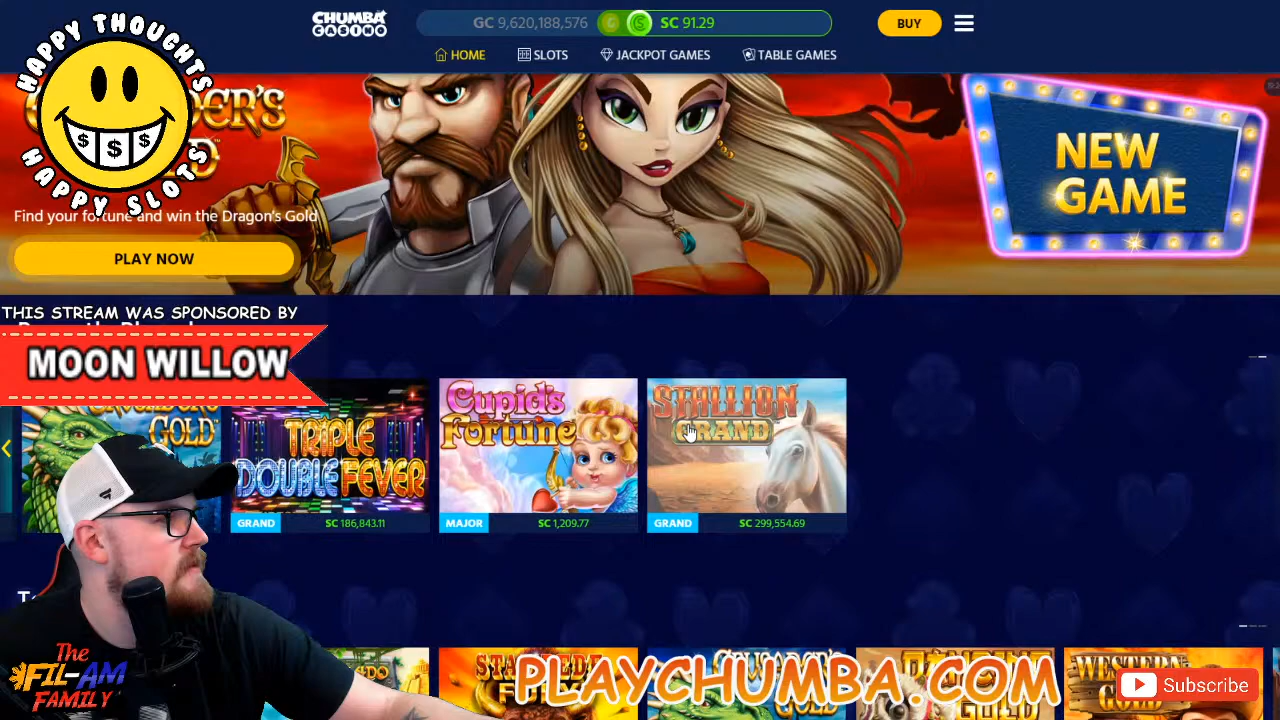 HAPPY THOUGHTS
HAPPY SLOTS
$ $ $
CHUMBA
CASINO
GC 9,620,188,576
SC 91.29
BUY
HOME
SLOTS
JACKPOT GAMES
TABLE GAMES
NEW
GAME
Find your fortune and win the Dragon's Gold
PLAY NOW
THIS STREAM WAS SPONSORED BY
MOON WILLOW
GOLD
TRIPLE
DOUBLE FEVER
GRAND
SC 186,843.11
Cupid's
Fortune
MAJOR
SC 1,209.77
STALLION
GRAND
GRAND
SC 299,554.69
The
FIL-AM
FAMILY
PLAYCHUMBA.COM
WESTERN
GOLD
Subscribe